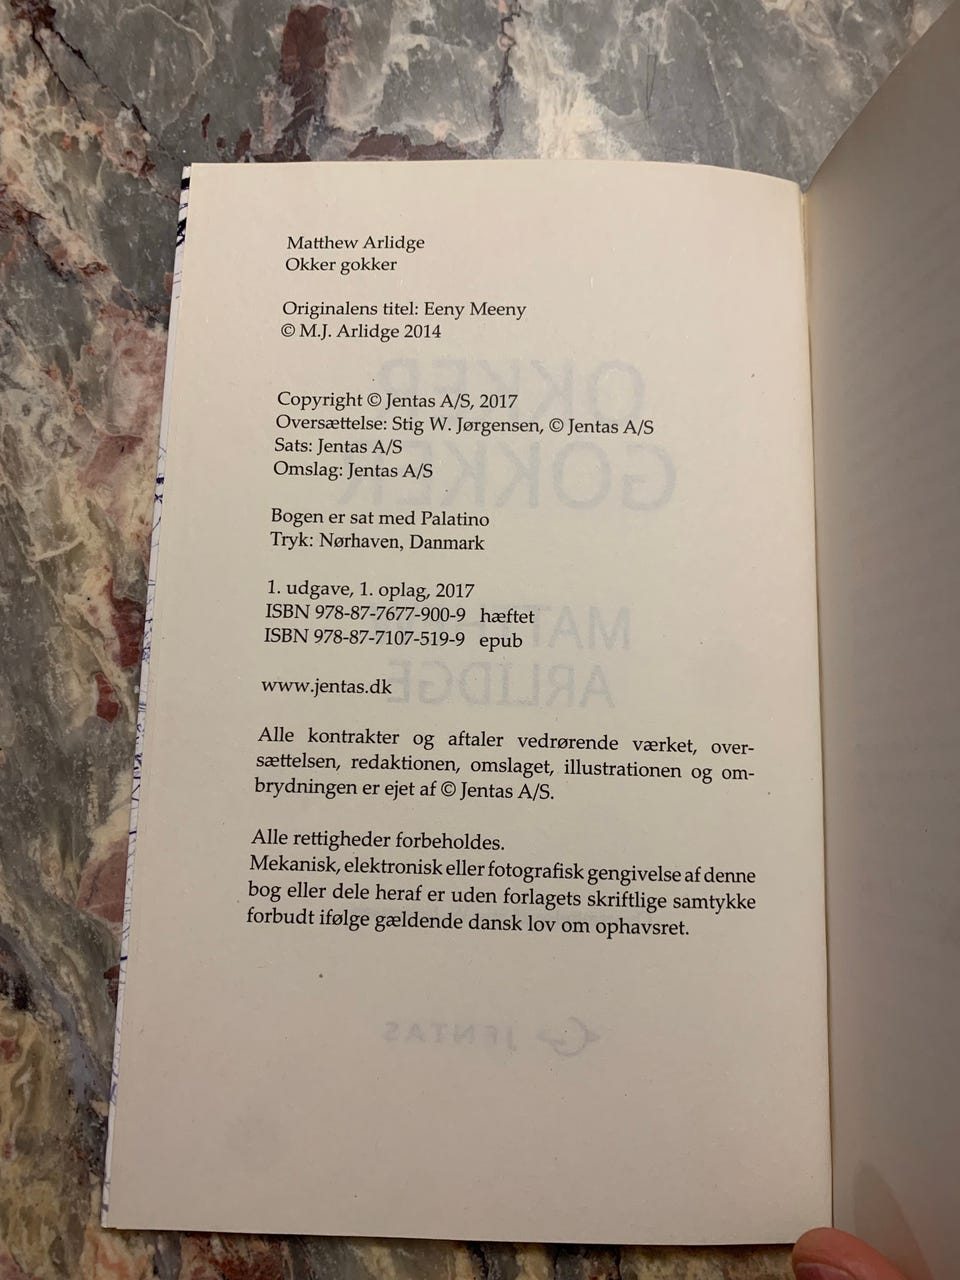 Matthew Arlidge
Okker gokker
Originalens titel: Eeny Meeny
© M.J. Arlidge 2014
Copyright © Jentas A/S, 2017
Oversættelse: Stig W. Jørgensen, © Jentas A/S
Sats: Jentas A/S
Omslag: Jentas A/S
Bogen er sat med Palatino
Tryk: Nørhaven, Danmark
1. udgave, 1. oplag, 2017
ISBN 978-87-7677-900-9 hæftet
ISBN 978-87-7107-519-9 epub
www.jentas.dk
Alle kontrakter og aftaler vedrørende værket, over-
sættelsen, redaktionen, omslaget, illustrationen og om-
brydningen er ejet af © Jentas A/S.
Alle rettigheder forbeholdes.
Mekanisk, elektronisk eller fotografisk gengivelse af denne
bog eller dele heraf er uden forlagets skriftlige samtykke
forbudt ifølge gældende dansk lov om ophavsret.